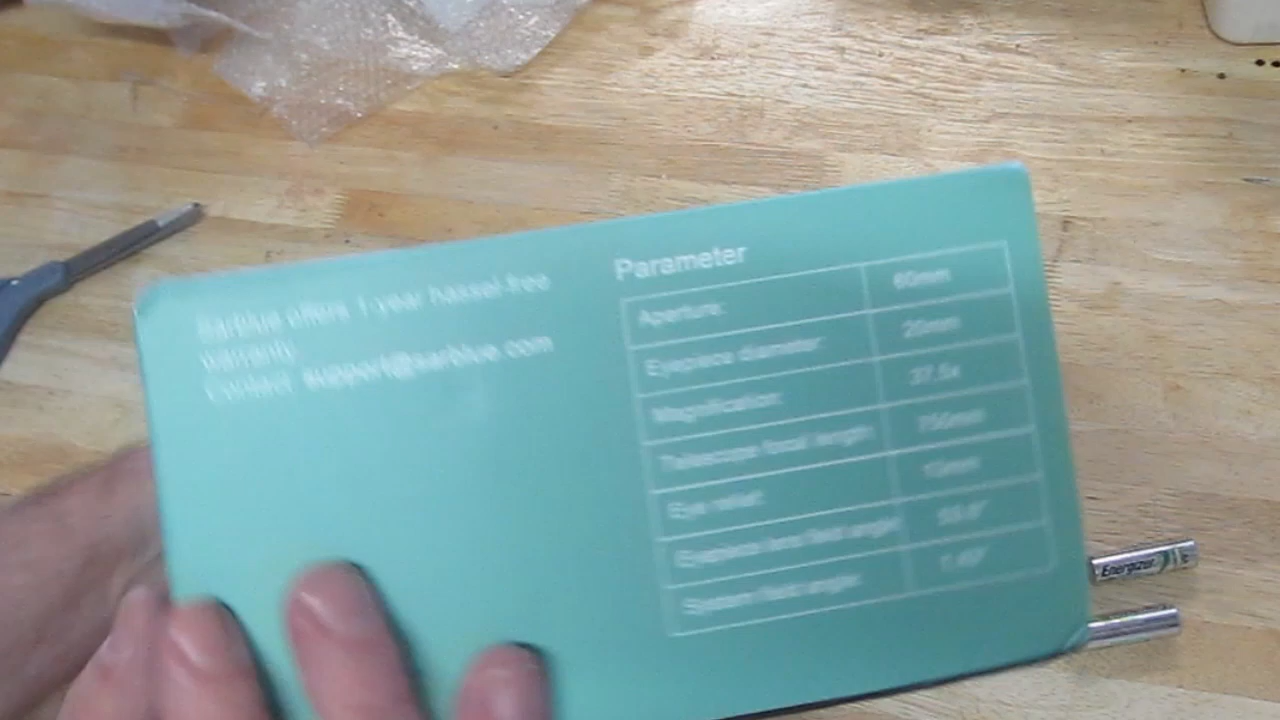 Sarblue offers 1-year hassel-free
warranty.
Contact: support@sarblue.com
Parameter
Aperture: 60mm
Eyepiece diameter: 20mm
Magnification: 37.5x
Telescope focal length: 750mm
Eye relief:
Eyepiece lens field angle:
System field angle:
Energizer